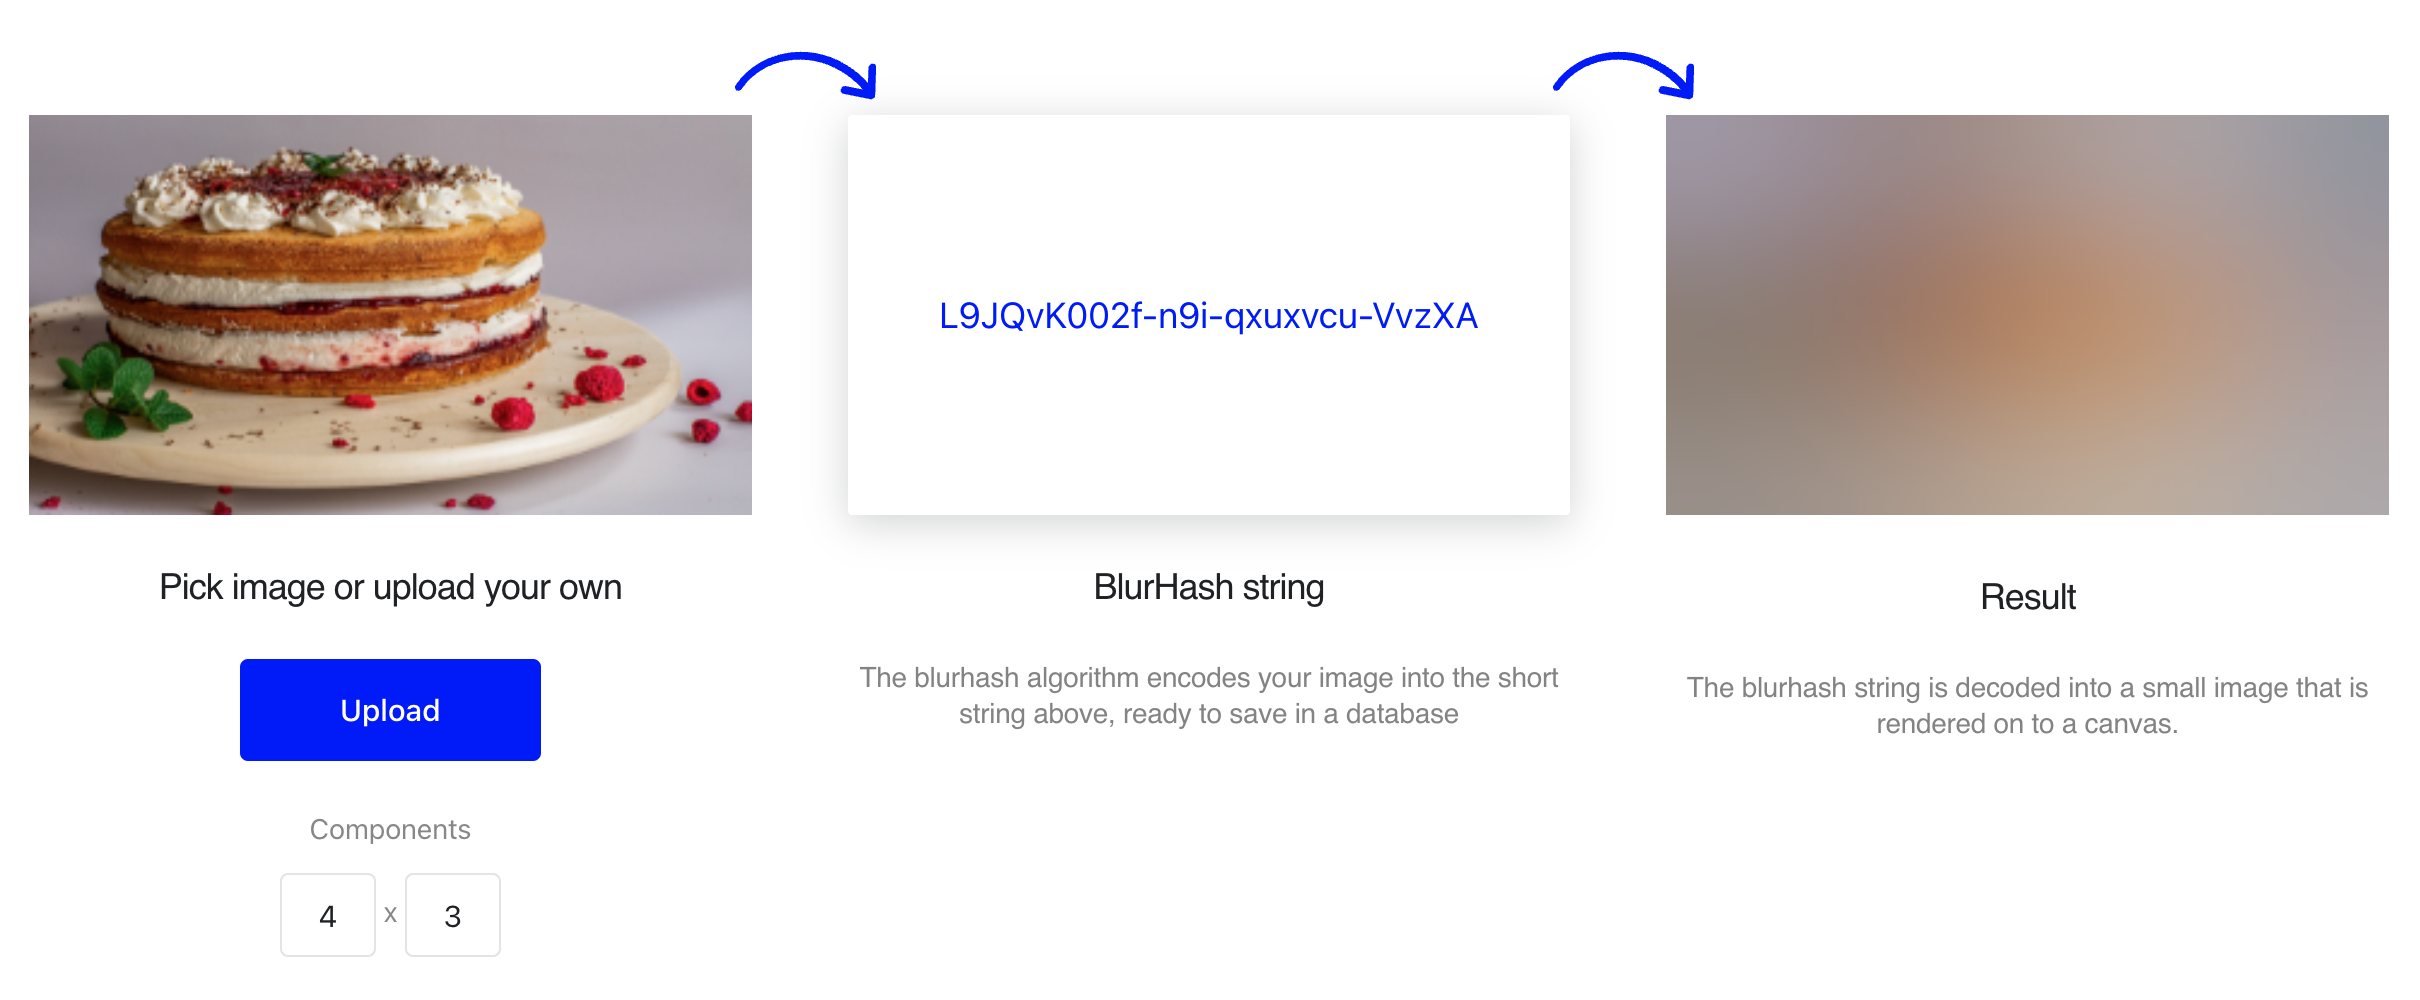 L9JQvK002f-n9i-qxuxvcu-VvzXA
Pick image or upload your own
Upload
Components
4 x 3
BlurHash string
The blurhash algorithm encodes your image into the short
string above, ready to save in a database
Result
The blurhash string is decoded into a small image that is
rendered on to a canvas.